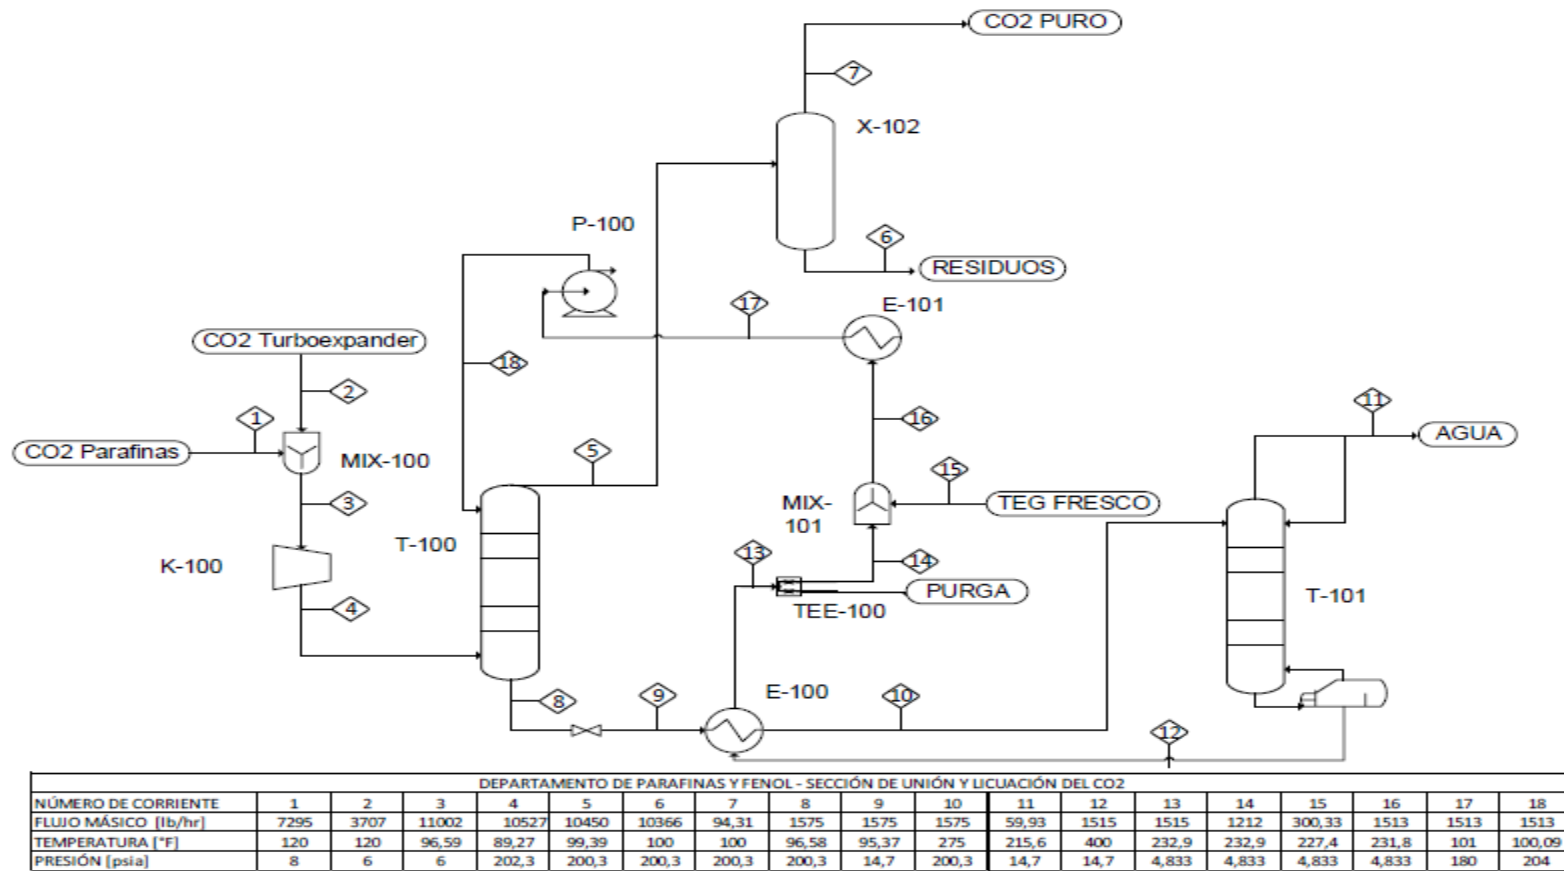 CO2 PURO
7
X-102
P-100
6
RESIDUOS
17
E-101
CO2 Turboexpander
18
2
11
1
16
AGUA
CO2 Parafinas
MIX-100
5
15
3
MIX-
101
TEG FRESCO
T-100
13
14
K-100
PURGA
T-101
4
TEE-100
8
9
E-100
10
12
DEPARTAMENTO DE PARAFINAS Y FENOL - SECCIÓN DE UNIÓN Y LICUACIÓN DEL CO2
NÚMERO DE CORRIENTE 1 2 3 4 5 6 7 8 9 10 11 12 13 14 15 16 17 18
FLUJO MÁSICO [lb/hr] 7295 3707 11002 10527 10450 10366 94,31 1575 1575 1575 59,93 1515 1515 1212 300,33 1513 1513 1513
TEMPERATURA [°F] 120 120 96,59 89,27 99,39 100 100 96,58 95,37 275 215,6 400 232,9 232,9 227,4 231,8 101 100,09
PRESIÓN [psia] 8 6 6 202,3 200,3 200,3 200,3 200,3 14,7 200,3 14,7 14,7 4,833 4,833 4,833 4,833 180 204